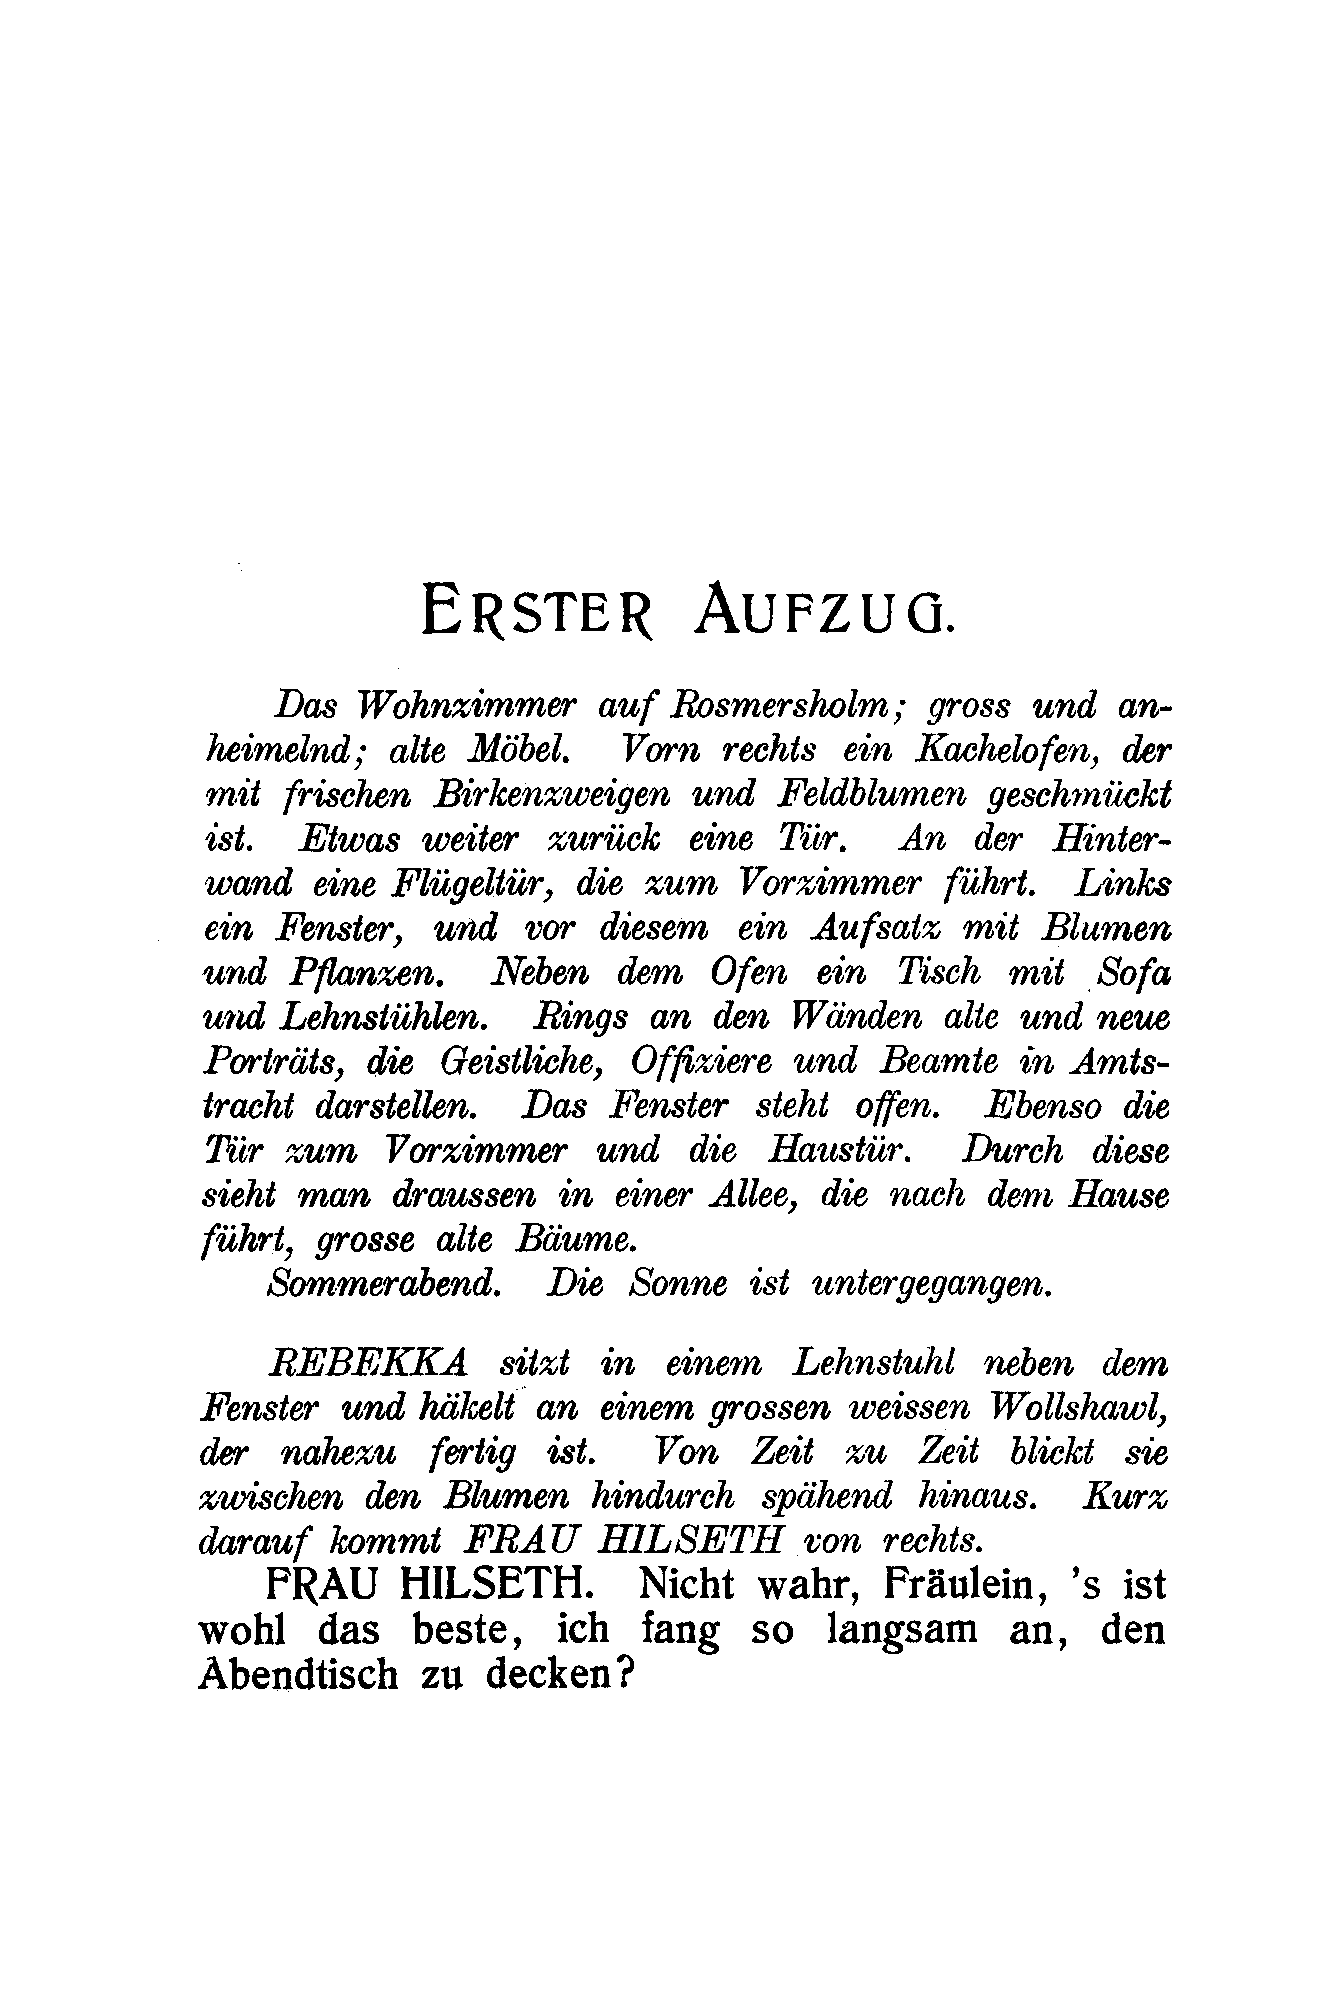 ERSTER AUFZUG.
Das Wohnzimmer auf Rosmersholm; gross und an-
heimelnd; alte Möbel. Vorn rechts ein Kachelofen, der
mit frischen Birkenzweigen und Feldblumen geschmückt
ist. Etwas weiter zurück eine Tür. An der Hinter-
wand eine Flügeltür, die zum Vorzimmer führt. Links
ein Fenster, und vor diesem ein Aufsatz mit Blumen
und Pflanzen. Neben dem Ofen ein Tisch mit Sofa
und Lehnstühlen. Rings an den Wänden alte und neue
Porträts, die Geistliche, Offiziere und Beamte in Amts-
tracht darstellen. Das Fenster steht offen. Ebenso die
Tür zum Vorzimmer und die Haustür. Durch diese
sieht man draussen in einer Allee, die nach dem Hause
führt, grosse alte Bäume.
Sommerabend. Die Sonne ist untergegangen.
REBEKKA sitzt in einem Lehnstuhl neben dem
Fenster und häkelt an einem grossen weissen Wollshawl,
der nahezu fertig ist. Von Zeit zu Zeit blickt sie
zwischen den Blumen hindurch spähend hinaus. Kurz
darauf kommt FRAU HILSETH von rechts.
FRAU HILSETH. Nicht wahr, Fräulein, 's ist
wohl das beste, ich fang so langsam an, den
Abendtisch zu decken?